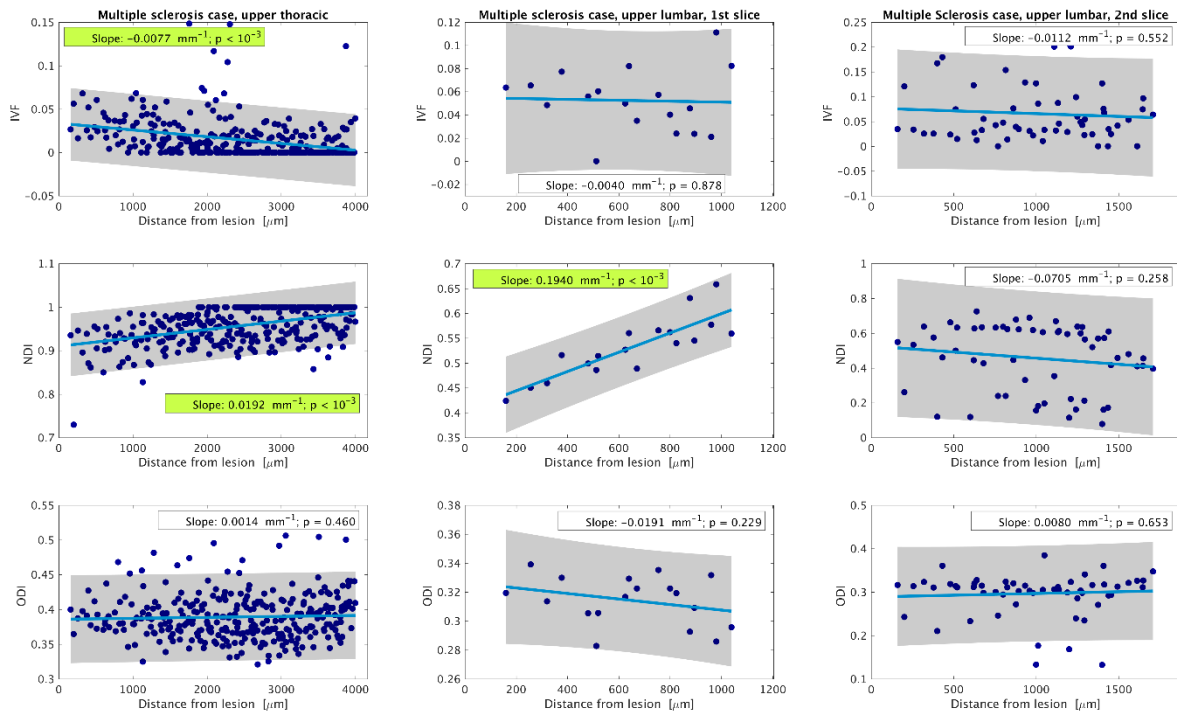 Multiple sclerosis case, upper thoracic
Slope: −0.0077 mm⁻¹; p < 10⁻³
0.15
0.1
0.05
0
0.05
IVF
0 1000 2000 3000 4000
Distance from lesion [μm]
Multiple sclerosis case, upper lumbar, 1st slice
0.12
0.1
0.08
0.06
0.04
0.02
0
-0.02
IVF
Slope: −0.0040 mm⁻¹; p = 0.878
0 200 400 600 800 1000 1200
Distance from lesion [μm]
Multiple Sclerosis case, upper lumbar, 2nd slice
Slope: −0.0112 mm⁻¹; p = 0.552
0.25
0.2
0.15
0.1
0.05
0
0.05
0.1
IVF
0 500 1000 1500
Distance from lesion [μm]
1.1
1
0.9
0.8
0.7
NDI
Slope: 0.0192 mm⁻¹; p < 10⁻³
0 1000 2000 3000 4000
Distance from lesion [μm]
Slope: 0.1940 mm⁻¹; p < 10⁻³
0.7
0.65
0.6
0.55
0.5
0.45
0.4
0.35
NDI
0 200 400 600 800 1000 1200
Distance from lesion [μm]
Slope: −0.0705 mm⁻¹; p = 0.258
1
0.8
0.6
0.4
0.2
0
NDI
0 500 1000 1500
Distance from lesion [μm]
Slope: 0.0014 mm⁻¹; p = 0.460
0.55
0.5
0.45
0.4
0.35
0.3
ODI
0 1000 2000 3000 4000
Distance from lesion [μm]
Slope: −0.0191 mm⁻¹; p = 0.229
0.38
0.36
0.34
0.32
0.3
0.28
0.26
ODI
0 200 400 600 800 1000 1200
Distance from lesion [μm]
Slope: 0.0080 mm⁻¹; p = 0.653
0.5
0.4
0.3
0.2
0.1
ODI
0 500 1000 1500
Distance from lesion [μm]